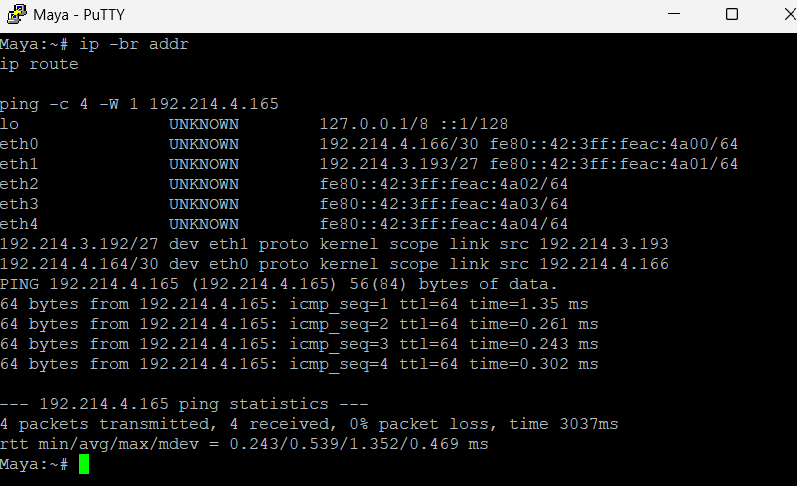 Maya - PuTTY
Maya:~# ip -br addr
ip route
ping -c 4 -W 1 192.214.4.165
lo UNKNOWN 127.0.0.1/8 ::1/128
eth0 UNKNOWN 192.214.4.166/30 fe80::42:3ff:feac:4a00/64
eth1 UNKNOWN 192.214.3.193/27 fe80::42:3ff:feac:4a01/64
eth2 UNKNOWN fe80::42:3ff:feac:4a02/64
eth3 UNKNOWN fe80::42:3ff:feac:4a03/64
eth4 UNKNOWN fe80::42:3ff:feac:4a04/64
192.214.3.192/27 dev eth1 proto kernel scope link src 192.214.3.193
192.214.4.164/30 dev eth0 proto kernel scope link src 192.214.4.166
PING 192.214.4.165 (192.214.4.165) 56(84) bytes of data.
64 bytes from 192.214.4.165: icmp_seq=1 ttl=64 time=1.35 ms
64 bytes from 192.214.4.165: icmp_seq=2 ttl=64 time=0.261 ms
64 bytes from 192.214.4.165: icmp_seq=3 ttl=64 time=0.243 ms
64 bytes from 192.214.4.165: icmp_seq=4 ttl=64 time=0.302 ms
--- 192.214.4.165 ping statistics ---
4 packets transmitted, 4 received, 0% packet loss, time 3037ms
rtt min/avg/max/mdev = 0.243/0.539/1.352/0.469 ms
Maya:~#